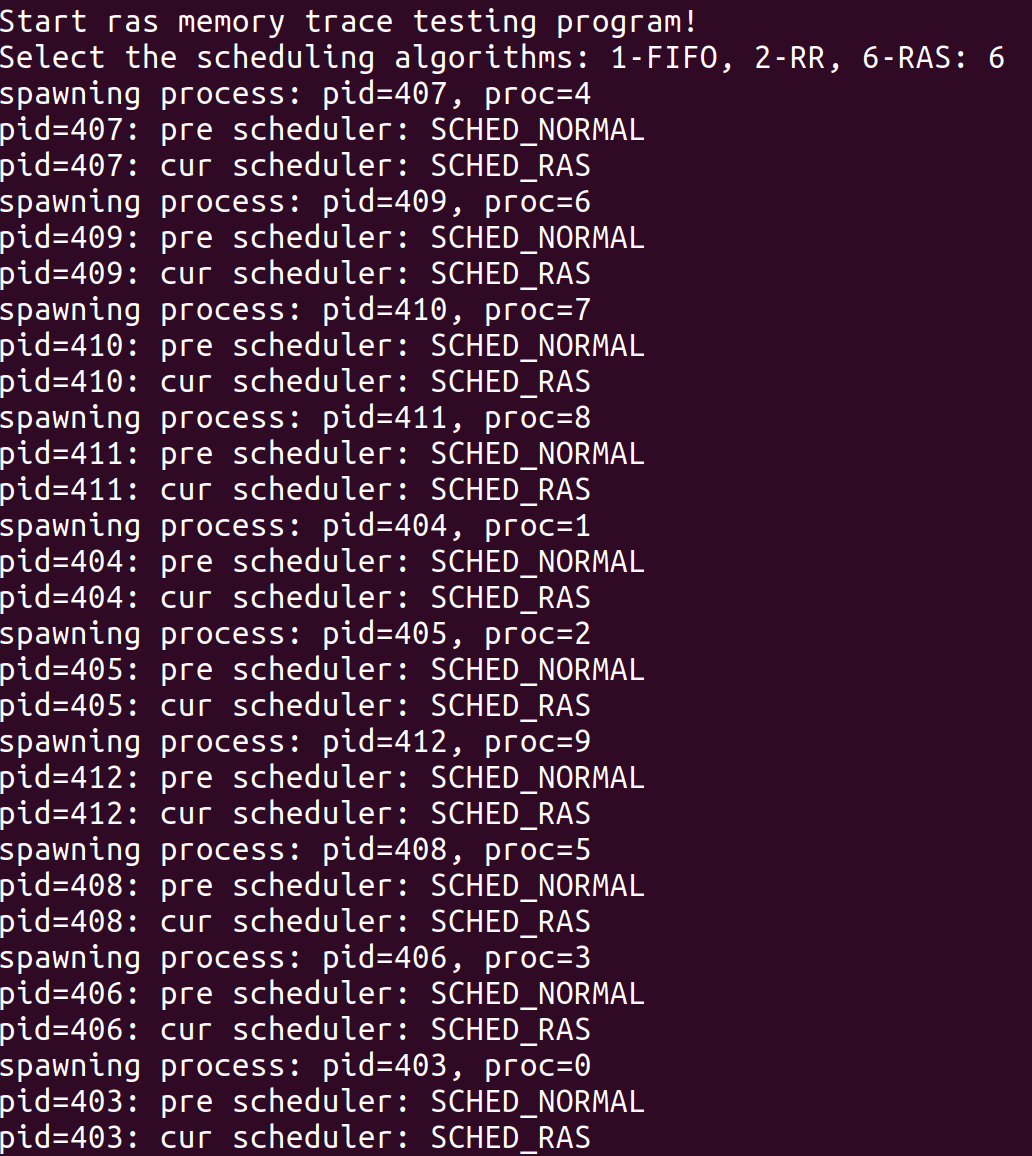 Start ras memory trace testing program!
Select the scheduling algorithms: 1-FIFO, 2-RR, 6-RAS: 6
spawning process: pid=407, proc=4
pid=407: pre scheduler: SCHED_NORMAL
pid=407: cur scheduler: SCHED_RAS
spawning process: pid=409, proc=6
pid=409: pre scheduler: SCHED_NORMAL
pid=409: cur scheduler: SCHED_RAS
spawning process: pid=410, proc=7
pid=410: pre scheduler: SCHED_NORMAL
pid=410: cur scheduler: SCHED_RAS
spawning process: pid=411, proc=8
pid=411: pre scheduler: SCHED_NORMAL
pid=411: cur scheduler: SCHED_RAS
spawning process: pid=404, proc=1
pid=404: pre scheduler: SCHED_NORMAL
pid=404: cur scheduler: SCHED_RAS
spawning process: pid=405, proc=2
pid=405: pre scheduler: SCHED_NORMAL
pid=405: cur scheduler: SCHED_RAS
spawning process: pid=412, proc=9
pid=412: pre scheduler: SCHED_NORMAL
pid=412: cur scheduler: SCHED_RAS
spawning process: pid=408, proc=5
pid=408: pre scheduler: SCHED_NORMAL
pid=408: cur scheduler: SCHED_RAS
spawning process: pid=406, proc=3
pid=406: pre scheduler: SCHED_NORMAL
pid=406: cur scheduler: SCHED_RAS
spawning process: pid=403, proc=0
pid=403: pre scheduler: SCHED_NORMAL
pid=403: cur scheduler: SCHED_RAS